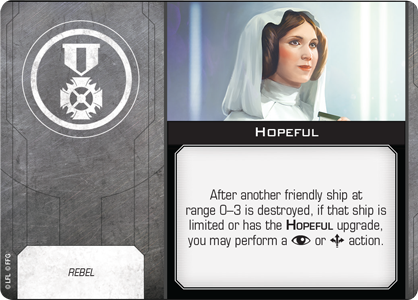 HOPEFUL
After another friendly ship at
range 0–3 is destroyed, if that ship is
limited or has the HOPEFUL upgrade,
you may perform a or action.
REBEL
© LFL © FFG